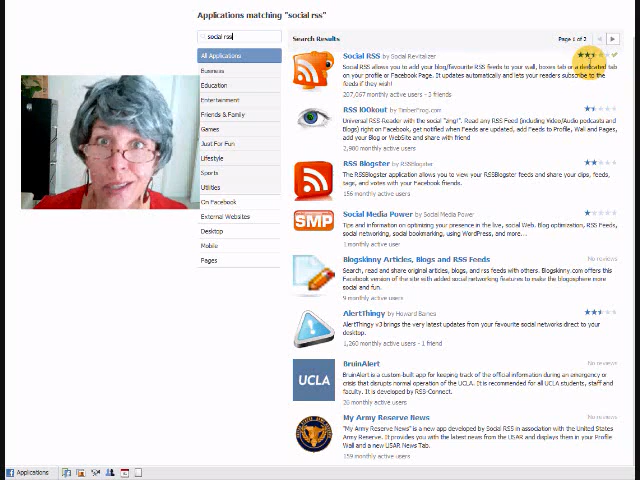 Applications matching "social rss"
social rss
Search Results
Page 1 of 2
All Applications
Business
Education
Entertainment
Friends & Family
Games
Just For Fun
Lifestyle
Sports
Utilities
On Facebook
External Websites
Desktop
Mobile
Pages
Social RSS by Social Revitalizer
Social RSS allows you to add your blog/favourite RSS feeds to your wall, boxes tab or a dedicated tab
on your profile or Facebook Page. It updates automatically and lets your readers subscribe to the
feeds if they wish!
207,067 monthly active users - 3 friends
RSS l00kout by TimberFrog.com
Universal RSS Reader with the social "zing!". Read any RSS Feed (including Video/Audio podcasts and
Blogs) right on Facebook, get notified when Feeds are updated, add Feeds to Profile, Wall and Pages,
add your Blog or WebSite and share with friend
2,980 monthly active users
RSS Blogster by RSSBlogster
The RSSBlogster application allows you to view your RSSBlogster feeds and share your clips, feeds,
tags, and votes with your Facebook friends.
156 monthly active users
SMP
Social Media Power by Social Media Power
Tips and information on optimizing your presence in the live, social Web. Blog optimization, RSS feeds,
social networking, social bookmarking, using WordPress, and more...
1 monthly active user
Blogskinny Articles, Blogs and RSS Feeds
No reviews
Search, read and share original articles, blogs, and rss feeds with others. Blogskinny.com offers this
Facebook version of the site with added social networking features to make the blogosphere more
social and fun.
9 monthly active users
AlertThingy by Howard Baines
AlertThingy v3 brings the very latest updates from your favourite social networks direct to your
desktop.
1,260 monthly active users - 1 friend
UCLA
BruinAlert
No reviews
BruinAlert is a custom-built app for keeping track of the official information during an emergency or
crisis that disrupts normal operation of the UCLA. It is recommended for all UCLA students, staff and
faculty. It is developed by RSS-Connect.
26 monthly active users
My Army Reserve News
No reviews
"My Army Reserve News" is a new app developed by Social RSS in association with the United States
Army Reserve. It provides you with the latest news from the USAR and displays them in your Profile
Wall and a new USAR News Tab.
159 monthly active users
Applications